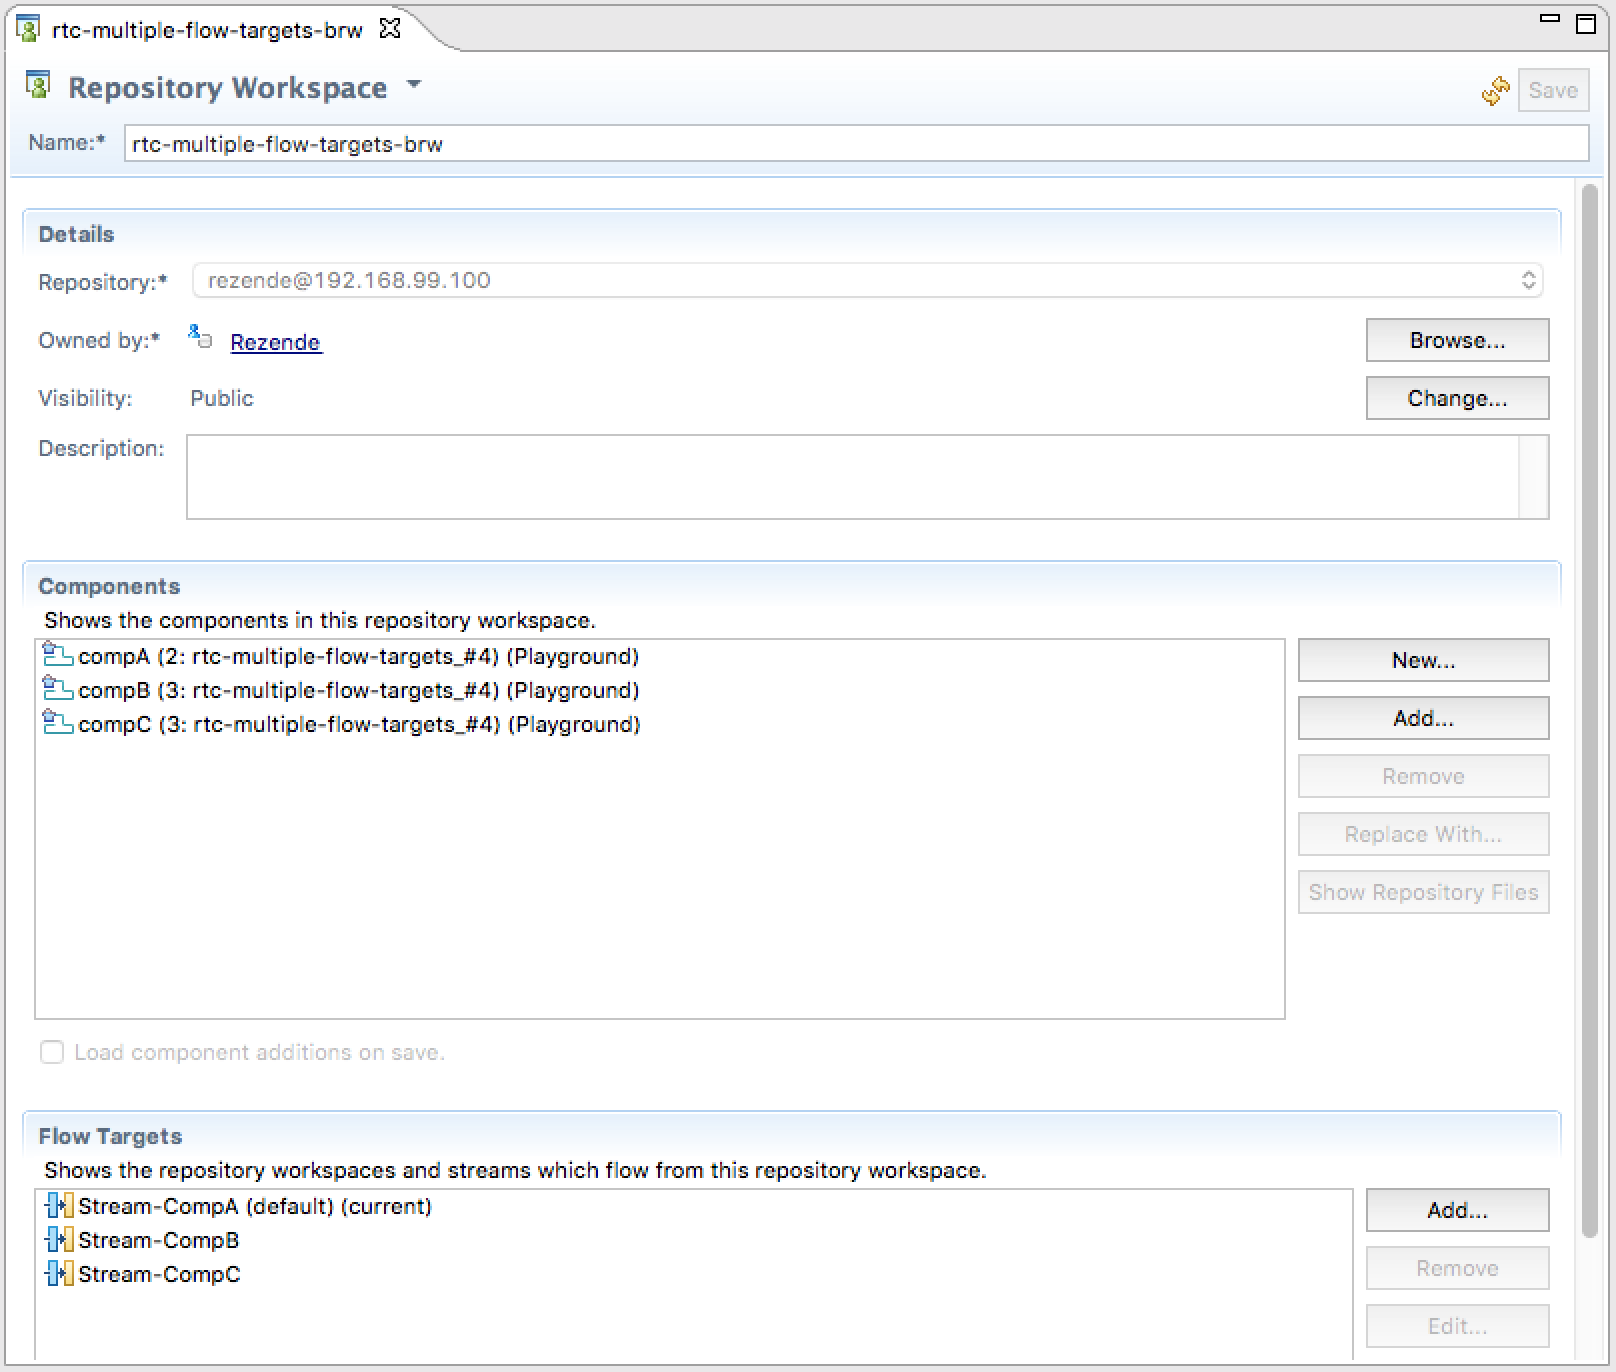 rtc-multiple-flow-targets-brw
Repository Workspace
Save
Name:* rtc-multiple-flow-targets-brw
Details
Repository:* rezende@192.168.99.100
Owned by:* Rezende Browse...
Visibility: Public Change...
Description:
Components
Shows the components in this repository workspace.
compA (2: rtc-multiple-flow-targets_#4) (Playground)
compB (3: rtc-multiple-flow-targets_#4) (Playground)
compC (3: rtc-multiple-flow-targets_#4) (Playground)
New...
Add...
Remove
Replace With...
Show Repository Files
Load component additions on save.
Flow Targets
Shows the repository workspaces and streams which flow from this repository workspace.
Stream-CompA (default) (current)
Stream-CompB
Stream-CompC
Add...
Remove
Edit...